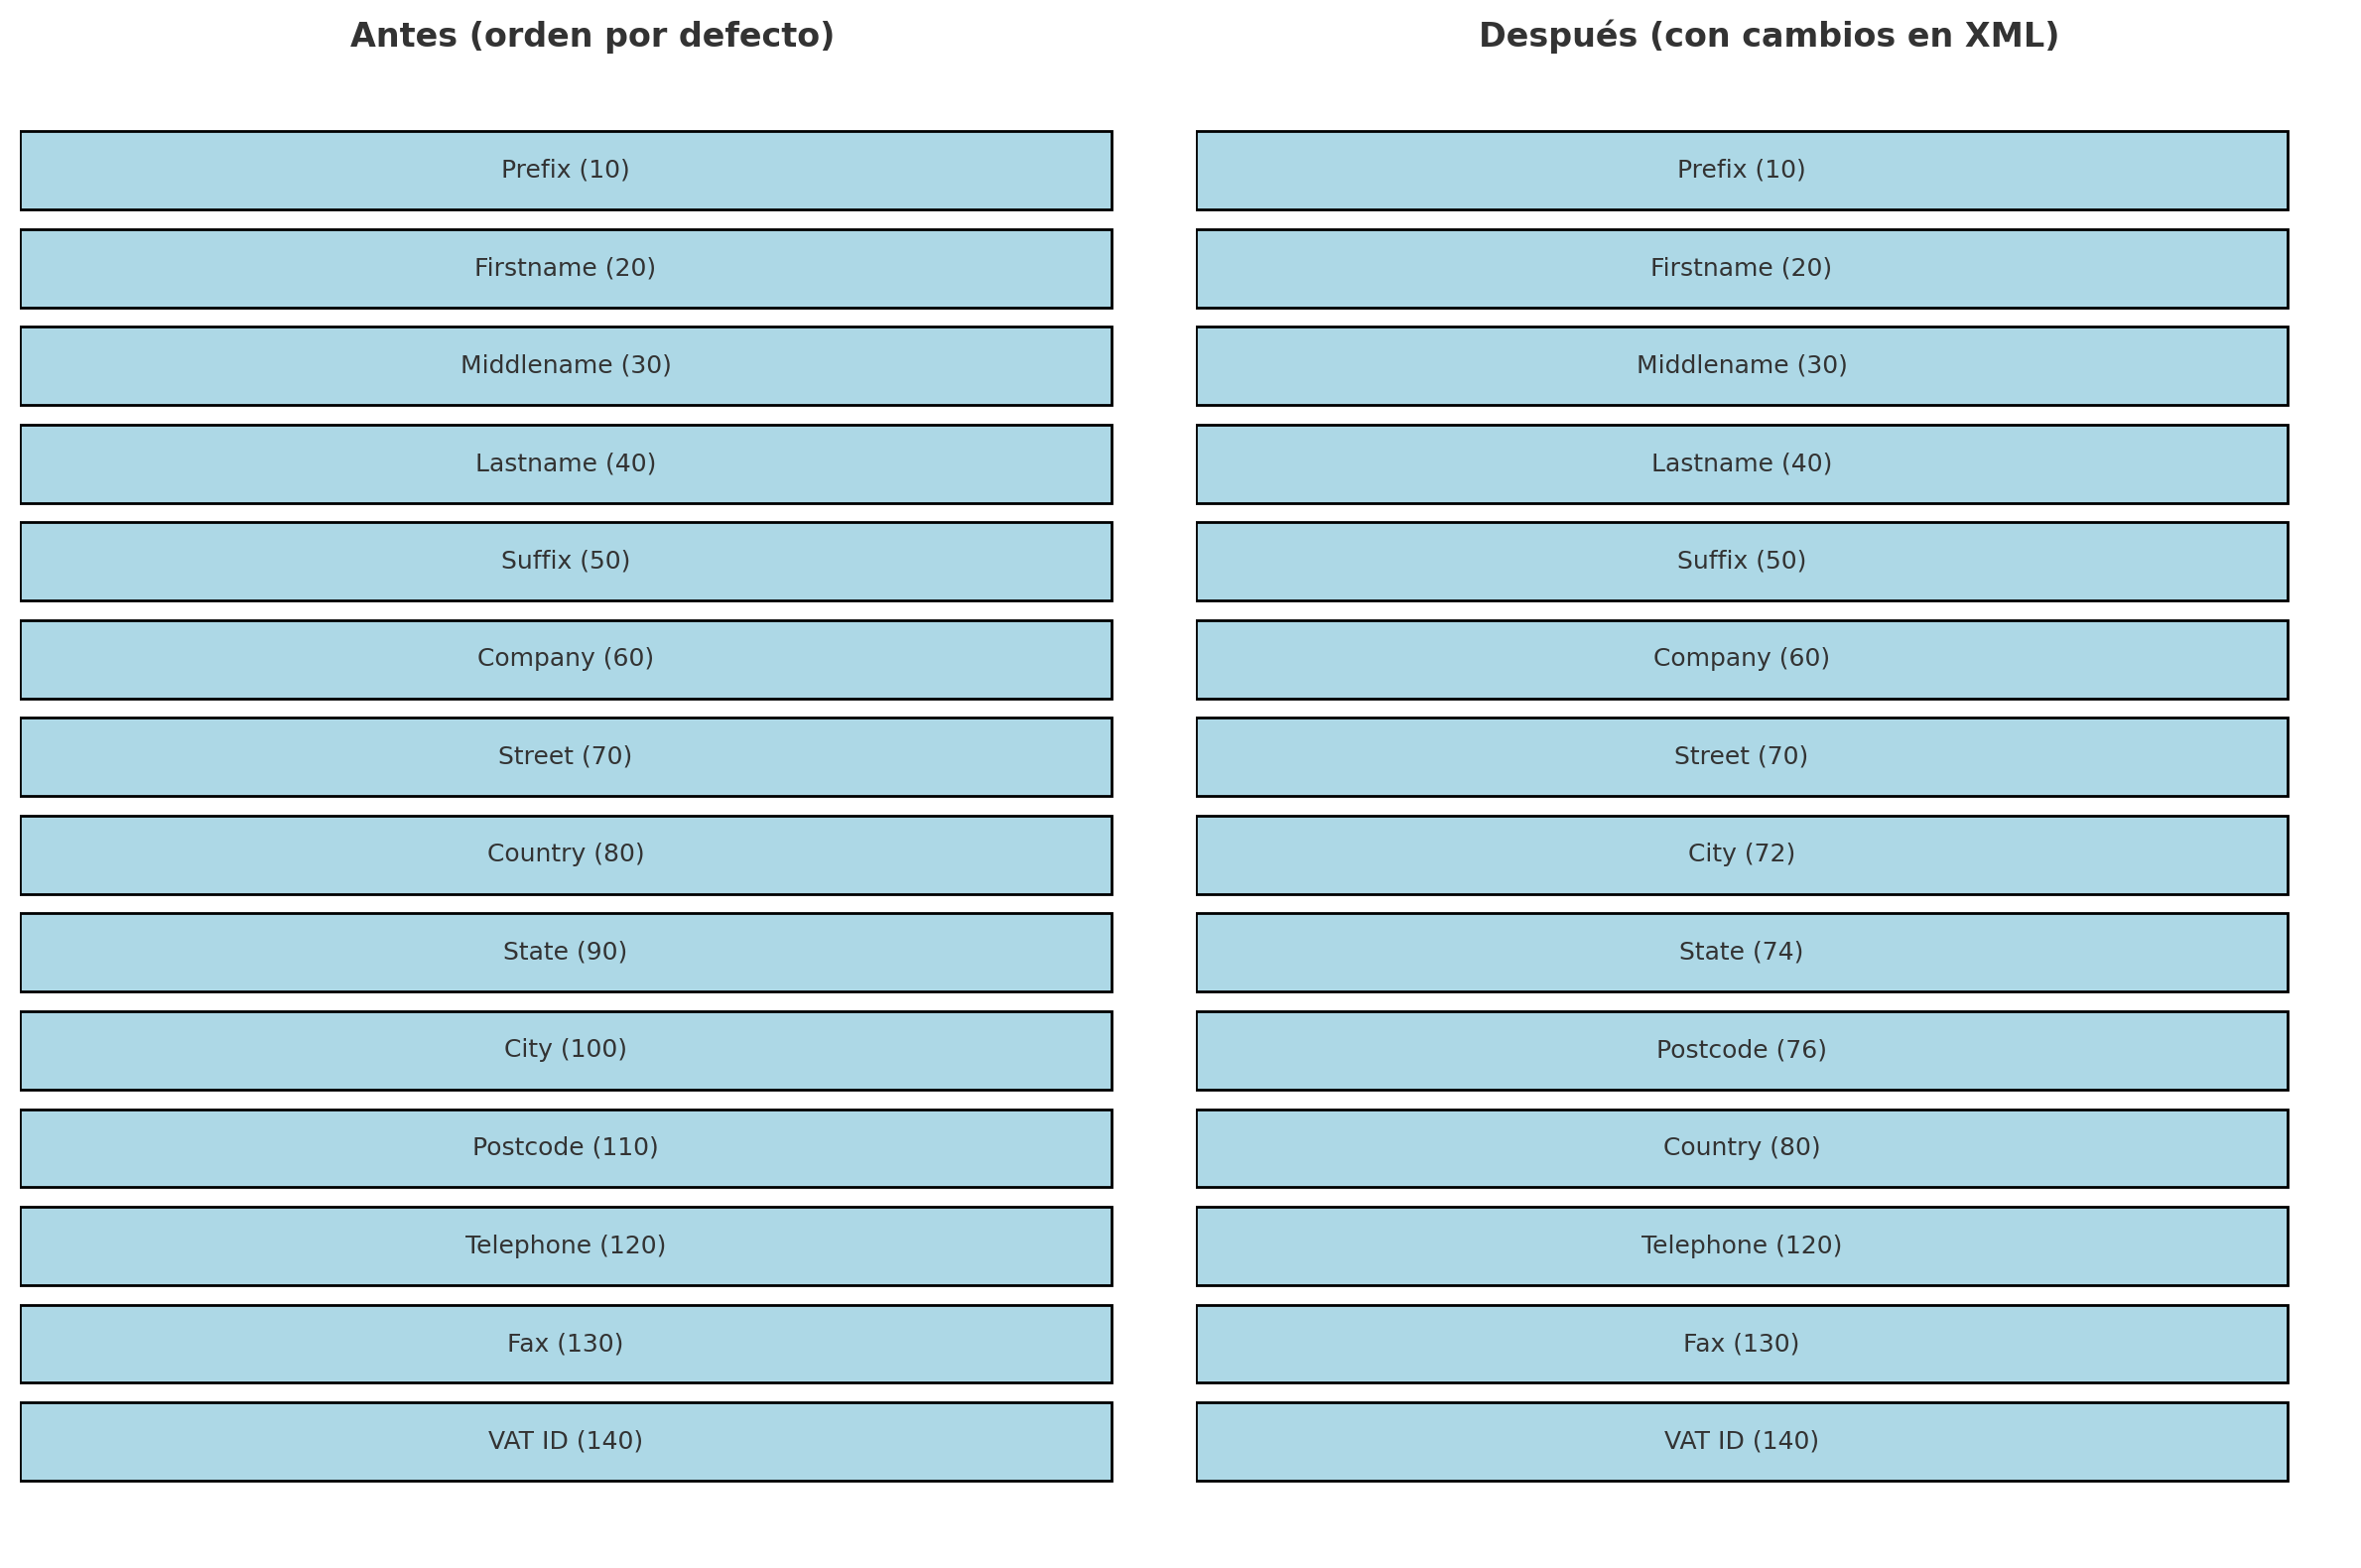 Antes (orden por defecto)
Prefix (10)
Firstname (20)
Middlename (30)
Lastname (40)
Suffix (50)
Company (60)
Street (70)
Country (80)
State (90)
City (100)
Postcode (110)
Telephone (120)
Fax (130)
VAT ID (140)
Después (con cambios en XML)
Prefix (10)
Firstname (20)
Middlename (30)
Lastname (40)
Suffix (50)
Company (60)
Street (70)
City (72)
State (74)
Postcode (76)
Country (80)
Telephone (120)
Fax (130)
VAT ID (140)